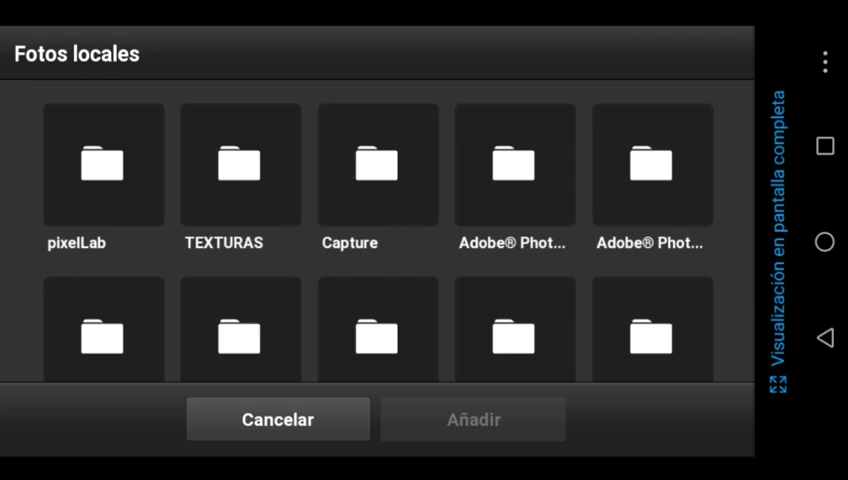 Fotos locales
pixelLab
TEXTURAS
Capture
Adobe® Phot...
Adobe® Phot...
Cancelar
Añadir
Visualización en pantalla completa